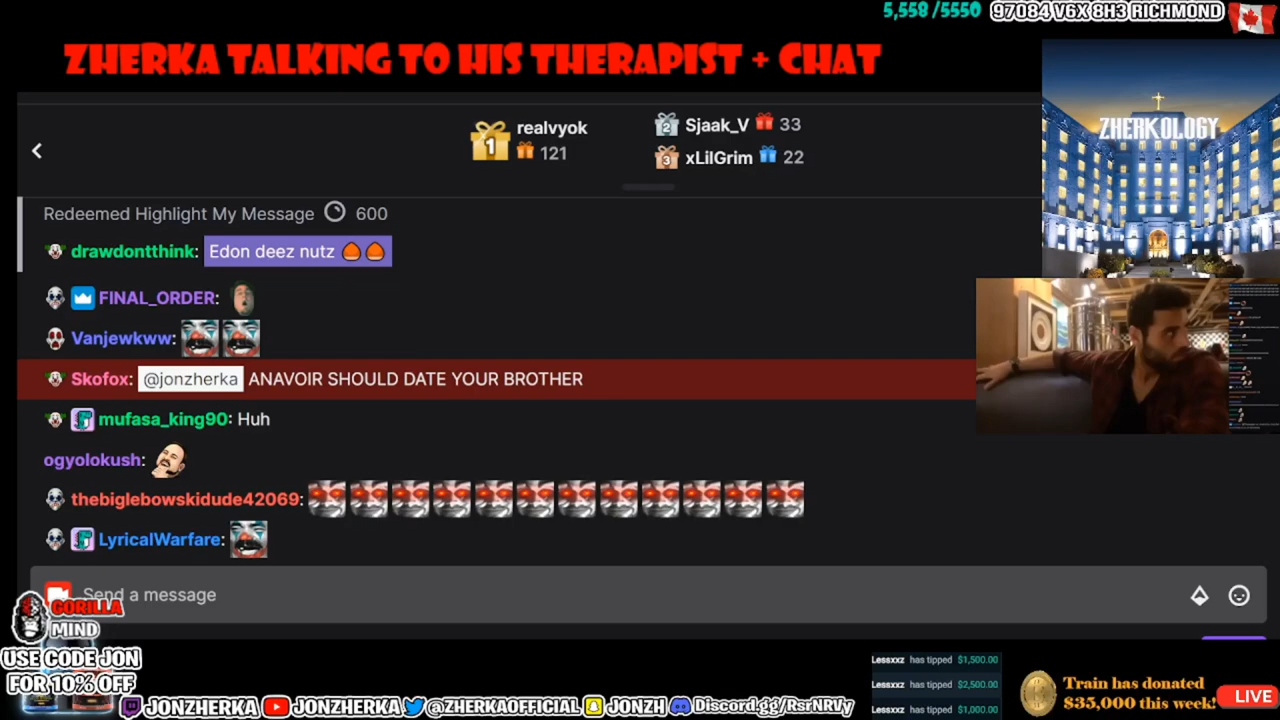 5,558 /5550
97084 V6X 8H3 RICHMOND
ZHERKA TALKING TO HIS THERAPIST + CHAT
ZHERKOLOGY
1 realvyok
121
2 Sjaak_V 33
3 xLilGrim 22
Redeemed Highlight My Message 600
drawdontthink: Edon deez nutz
FINAL_ORDER:
Vanjewkww:
Skofox: @jonzherka ANAVOIR SHOULD DATE YOUR BROTHER
mufasa_king90: Huh
ogyolokush:
thebiglebowskidude42069:
LyricalWarfare:
Send a message
GORILLA
MIND
USE CODE JON
FOR 10% OFF
Lessxxz has tipped $1,500.00
Lessxxz has tipped $2,500.00
Lessxxz has tipped $1,000.00
Train has donated
$35,000 this week!
LIVE
JONZHERKA JONZHERKA @ZHERKAOFFICIAL JONZH Discord.gg/RsrNRVy